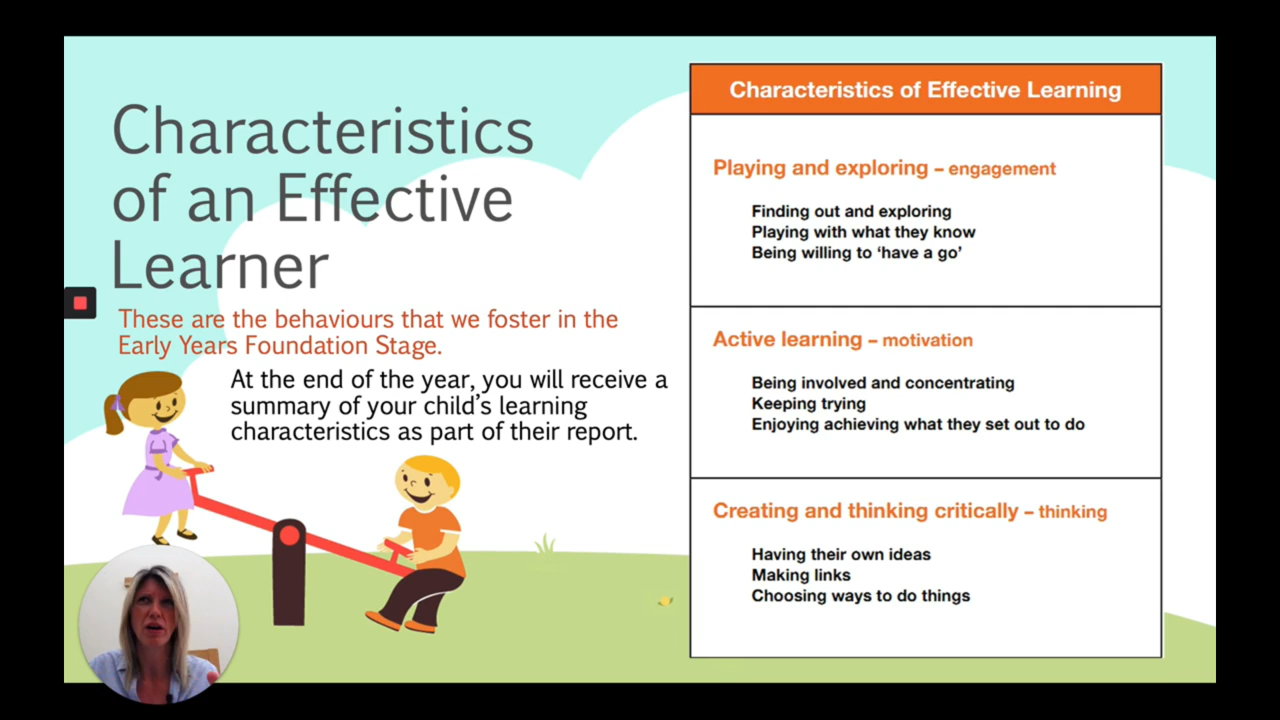 Characteristics
of an Effective
Learner
These are the behaviours that we foster in the
Early Years Foundation Stage.
At the end of the year, you will receive a
summary of your child's learning
characteristics as part of their report.
Characteristics of Effective Learning
Playing and exploring – engagement
Finding out and exploring
Playing with what they know
Being willing to ‘have a go’
Active learning – motivation
Being involved and concentrating
Keeping trying
Enjoying achieving what they set out to do
Creating and thinking critically – thinking
Having their own ideas
Making links
Choosing ways to do things